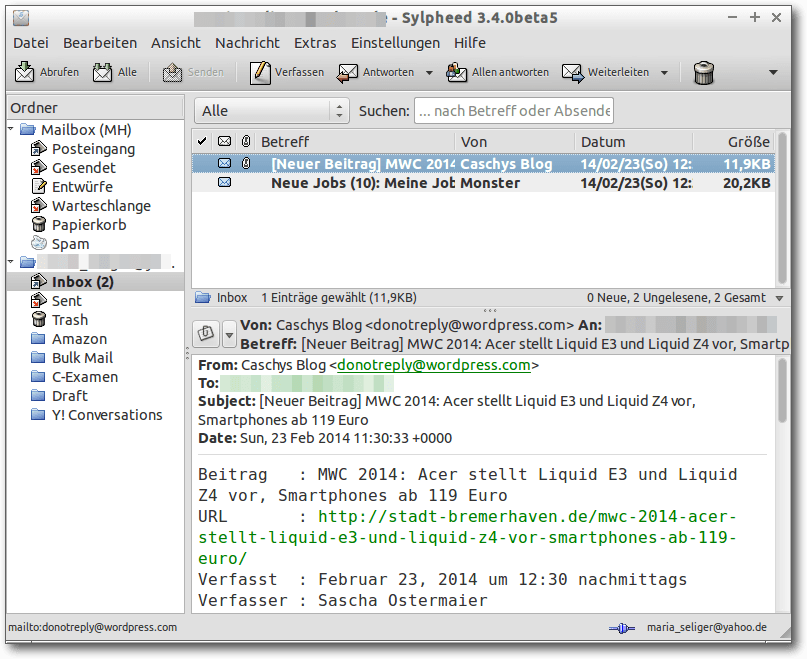 - Sylpheed 3.4.0beta5
Datei Bearbeiten Ansicht Nachricht Extras Einstellungen Hilfe
Abrufen Alle Senden Verfassen Antworten Allen antworten Weiterleiten
Ordner
Alle Suchen: ... nach Betreff oder Absende
Mailbox (MH)
Posteingang
Gesendet
Entwürfe
Warteschlange
Papierkorb
Spam
Inbox (2)
Sent
Trash
Amazon
Bulk Mail
C-Examen
Draft
Y! Conversations
Betreff Von Datum Größe
[Neuer Beitrag] MWC 2014 Caschys Blog 14/02/23(So) 12: 11,9KB
Neue Jobs (10): Meine Job Monster 14/02/23(So) 12: 20,2KB
Inbox 1 Einträge gewählt (11,9KB) 0 Neue, 2 Ungelesene, 2 Gesamt
Von: Caschys Blog <donotreply@wordpress.com> An:
Betreff: [Neuer Beitrag] MWC 2014: Acer stellt Liquid E3 und Liquid Z4 vor, Smartp
From: Caschys Blog <donotreply@wordpress.com>
To:
Subject: [Neuer Beitrag] MWC 2014: Acer stellt Liquid E3 und Liquid Z4 vor,
Smartphones ab 119 Euro
Date: Sun, 23 Feb 2014 11:30:33 +0000
Beitrag : MWC 2014: Acer stellt Liquid E3 und Liquid
Z4 vor, Smartphones ab 119 Euro
URL : http://stadt-bremerhaven.de/mwc-2014-acer-
stellt-liquid-e3-und-liquid-z4-vor-smartphones-ab-119-
euro/
Verfasst : Februar 23, 2014 um 12:30 nachmittags
Verfasser : Sascha Ostermaier
mailto:donotreply@wordpress.com maria_seliger@yahoo.de